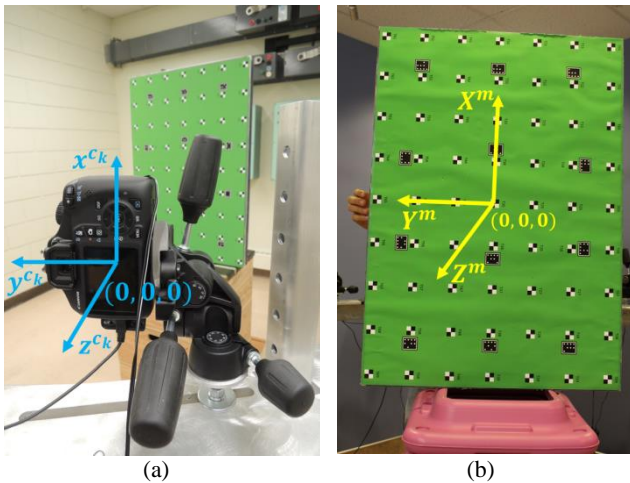 x^{c_k}
y^{c_k}
(0,0,0)
z^{c_k}
(a)
X^m
Y^m
(0,0,0)
Z^m
(b)